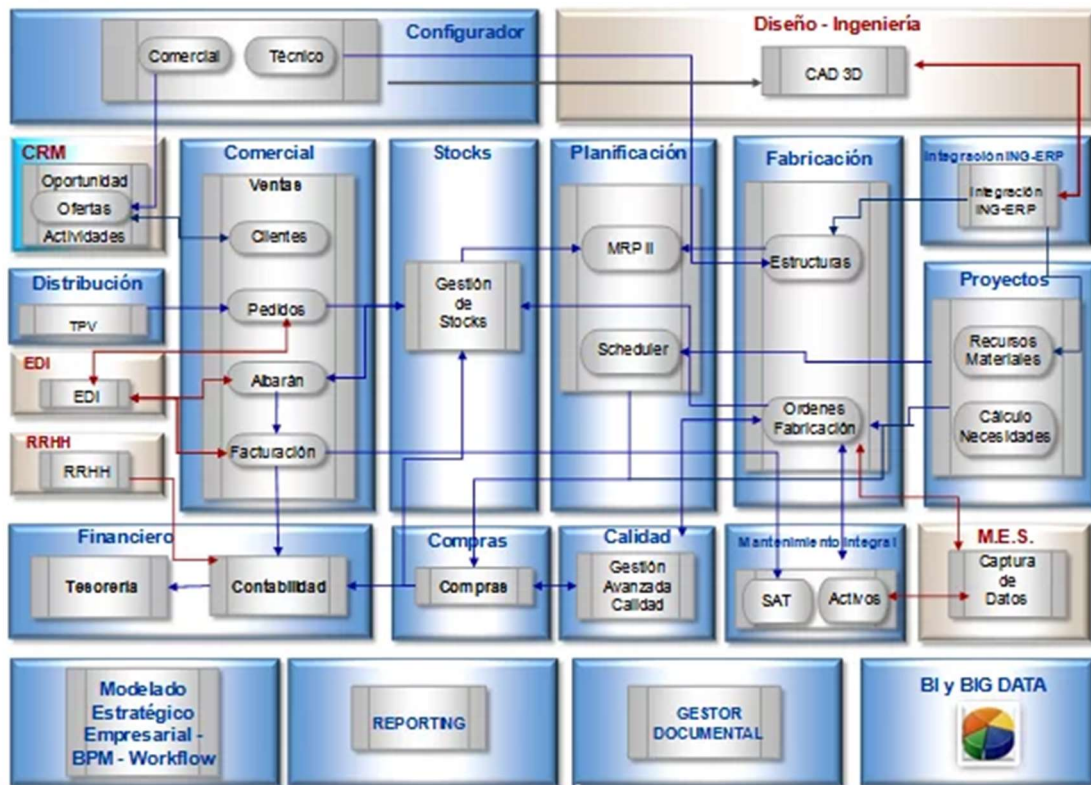 Configurador
Comercial
Técnico
Diseño - Ingeniería
CAD 3D
CRM
Oportunidad
Ofertas
Actividades
Comercial
Ventas
Clientes
Pedidos
Albarán
Facturación
Stocks
Gestión
de
Stocks
Planificación
MRP II
Scheduler
Fabricación
Estructuras
Ordenes
Fabricación
Integración ING-ERP
Integración
ING-ERP
Distribución
TPV
EDI
EDI
RRHH
RRHH
Proyectos
Recursos
Materiales
Cálculo
Necesidades
Financiero
Tesorería
Contabilidad
Compras
Compras
Calidad
Gestión
Avanzada
Calidad
Mantenimiento Integral
SAT
Activos
M.E.S.
Captura
de
Datos
Modelado
Estratégico
Empresarial -
BPM - Workflow
REPORTING
GESTOR
DOCUMENTAL
BI y BIG DATA